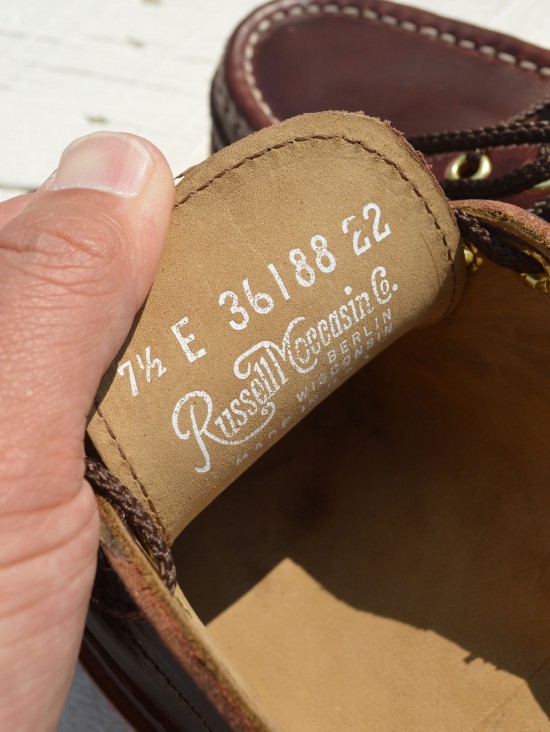 7½ E 36188 22
Russell Moccasin Co.
BERLIN
WISCONSIN
MADE IN